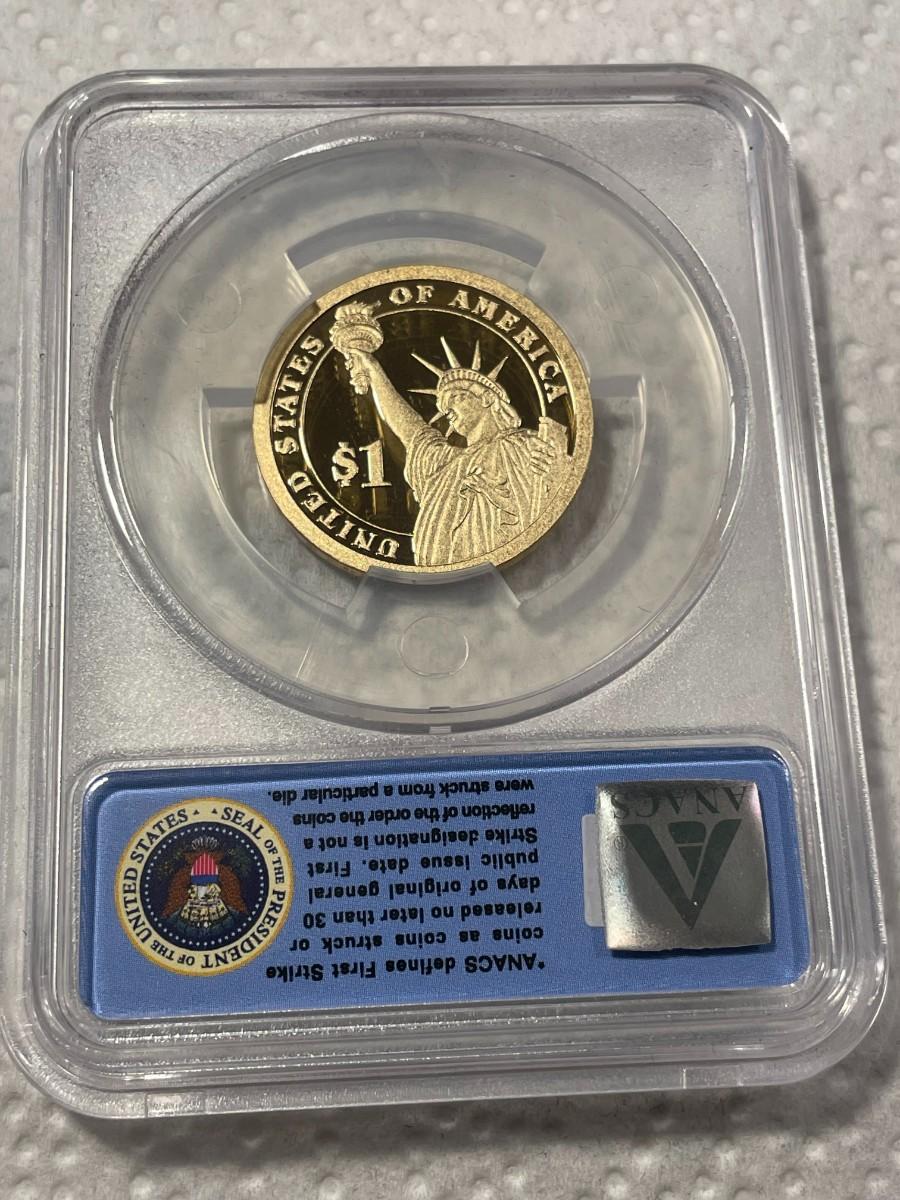 UNITED STATES OF AMERICA
$1
*ANACS defines First Strike
coins as coins struck or
released no later than 30
days of original general
public issue date. First
Strike designation is not a
reflection of the order the coins
were struck from a particular die.
SEAL OF THE PRESIDENT OF THE UNITED STATES
ANACS
®